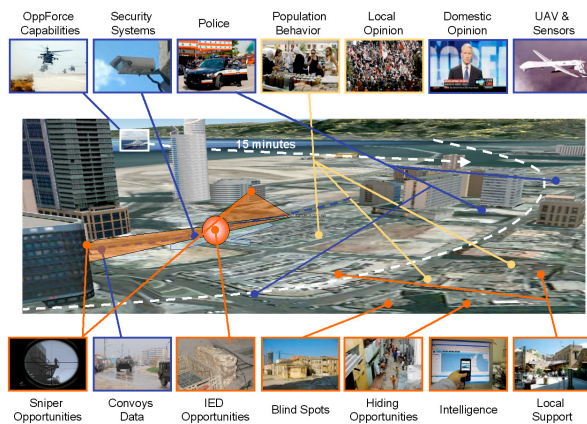 OppForce
Capabilities
Security
Systems
Police
Population
Behavior
Local
Opinion
Domestic
Opinion
UAV &
Sensors
15 minutes
Sniper
Opportunities
Convoys
Data
IED
Opportunities
Blind Spots
Hiding
Opportunities
Intelligence
Local
Support